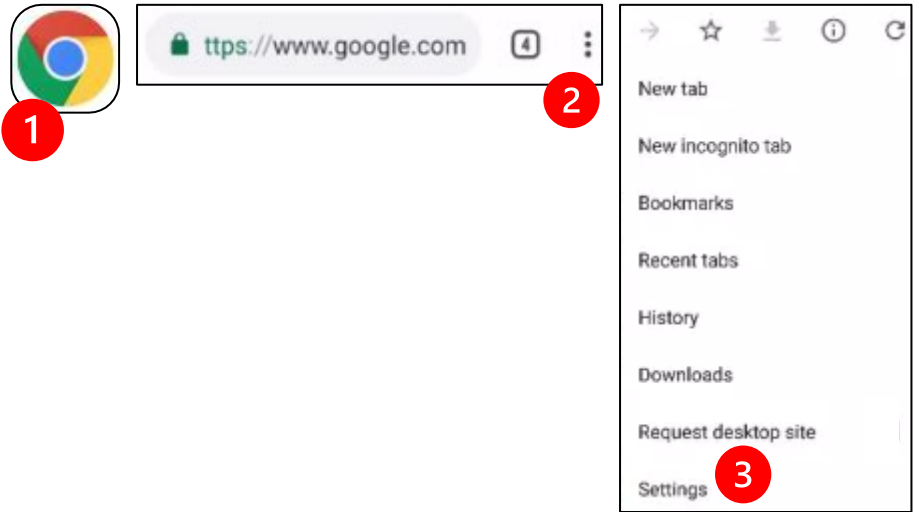 1
ttps://www.google.com
4
2
New tab
New incognito tab
Bookmarks
Recent tabs
History
Downloads
Request desktop site
Settings
3